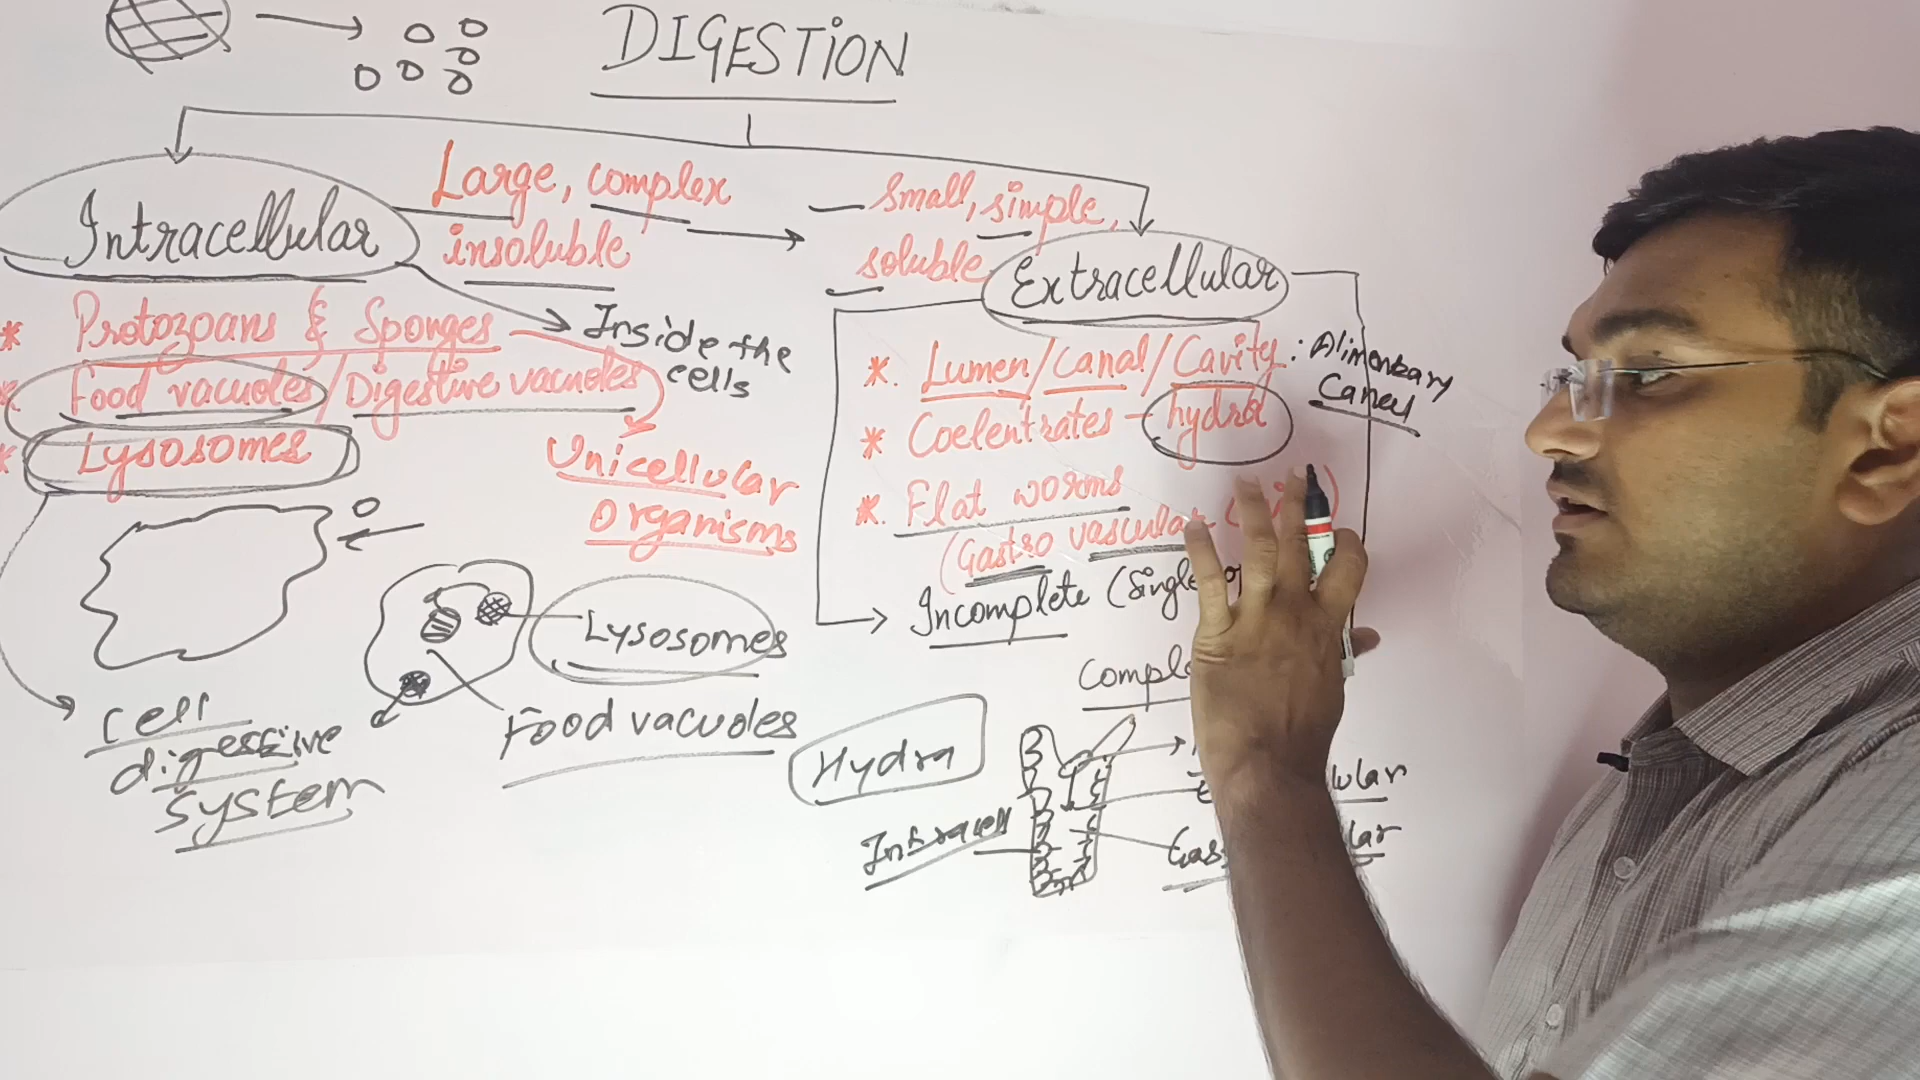 DIGESTION
Large, complex
insoluble
Small, simple,
soluble
Intracellular
* Protozoans & Sponges
* Food vacuoles / Digestive vacuoles
* Lysosomes
Inside the
cells
Unicellular
organisms
Lysosomes
Food vacuoles
cell
digestive
system
Extracellular
*. Lumen / Canal / Cavity : Alimentary
Canal
* Coelentrates - hydra
*. Flat worms
(Gastro vascular
Incomplete (Single
Hydra
Intracell